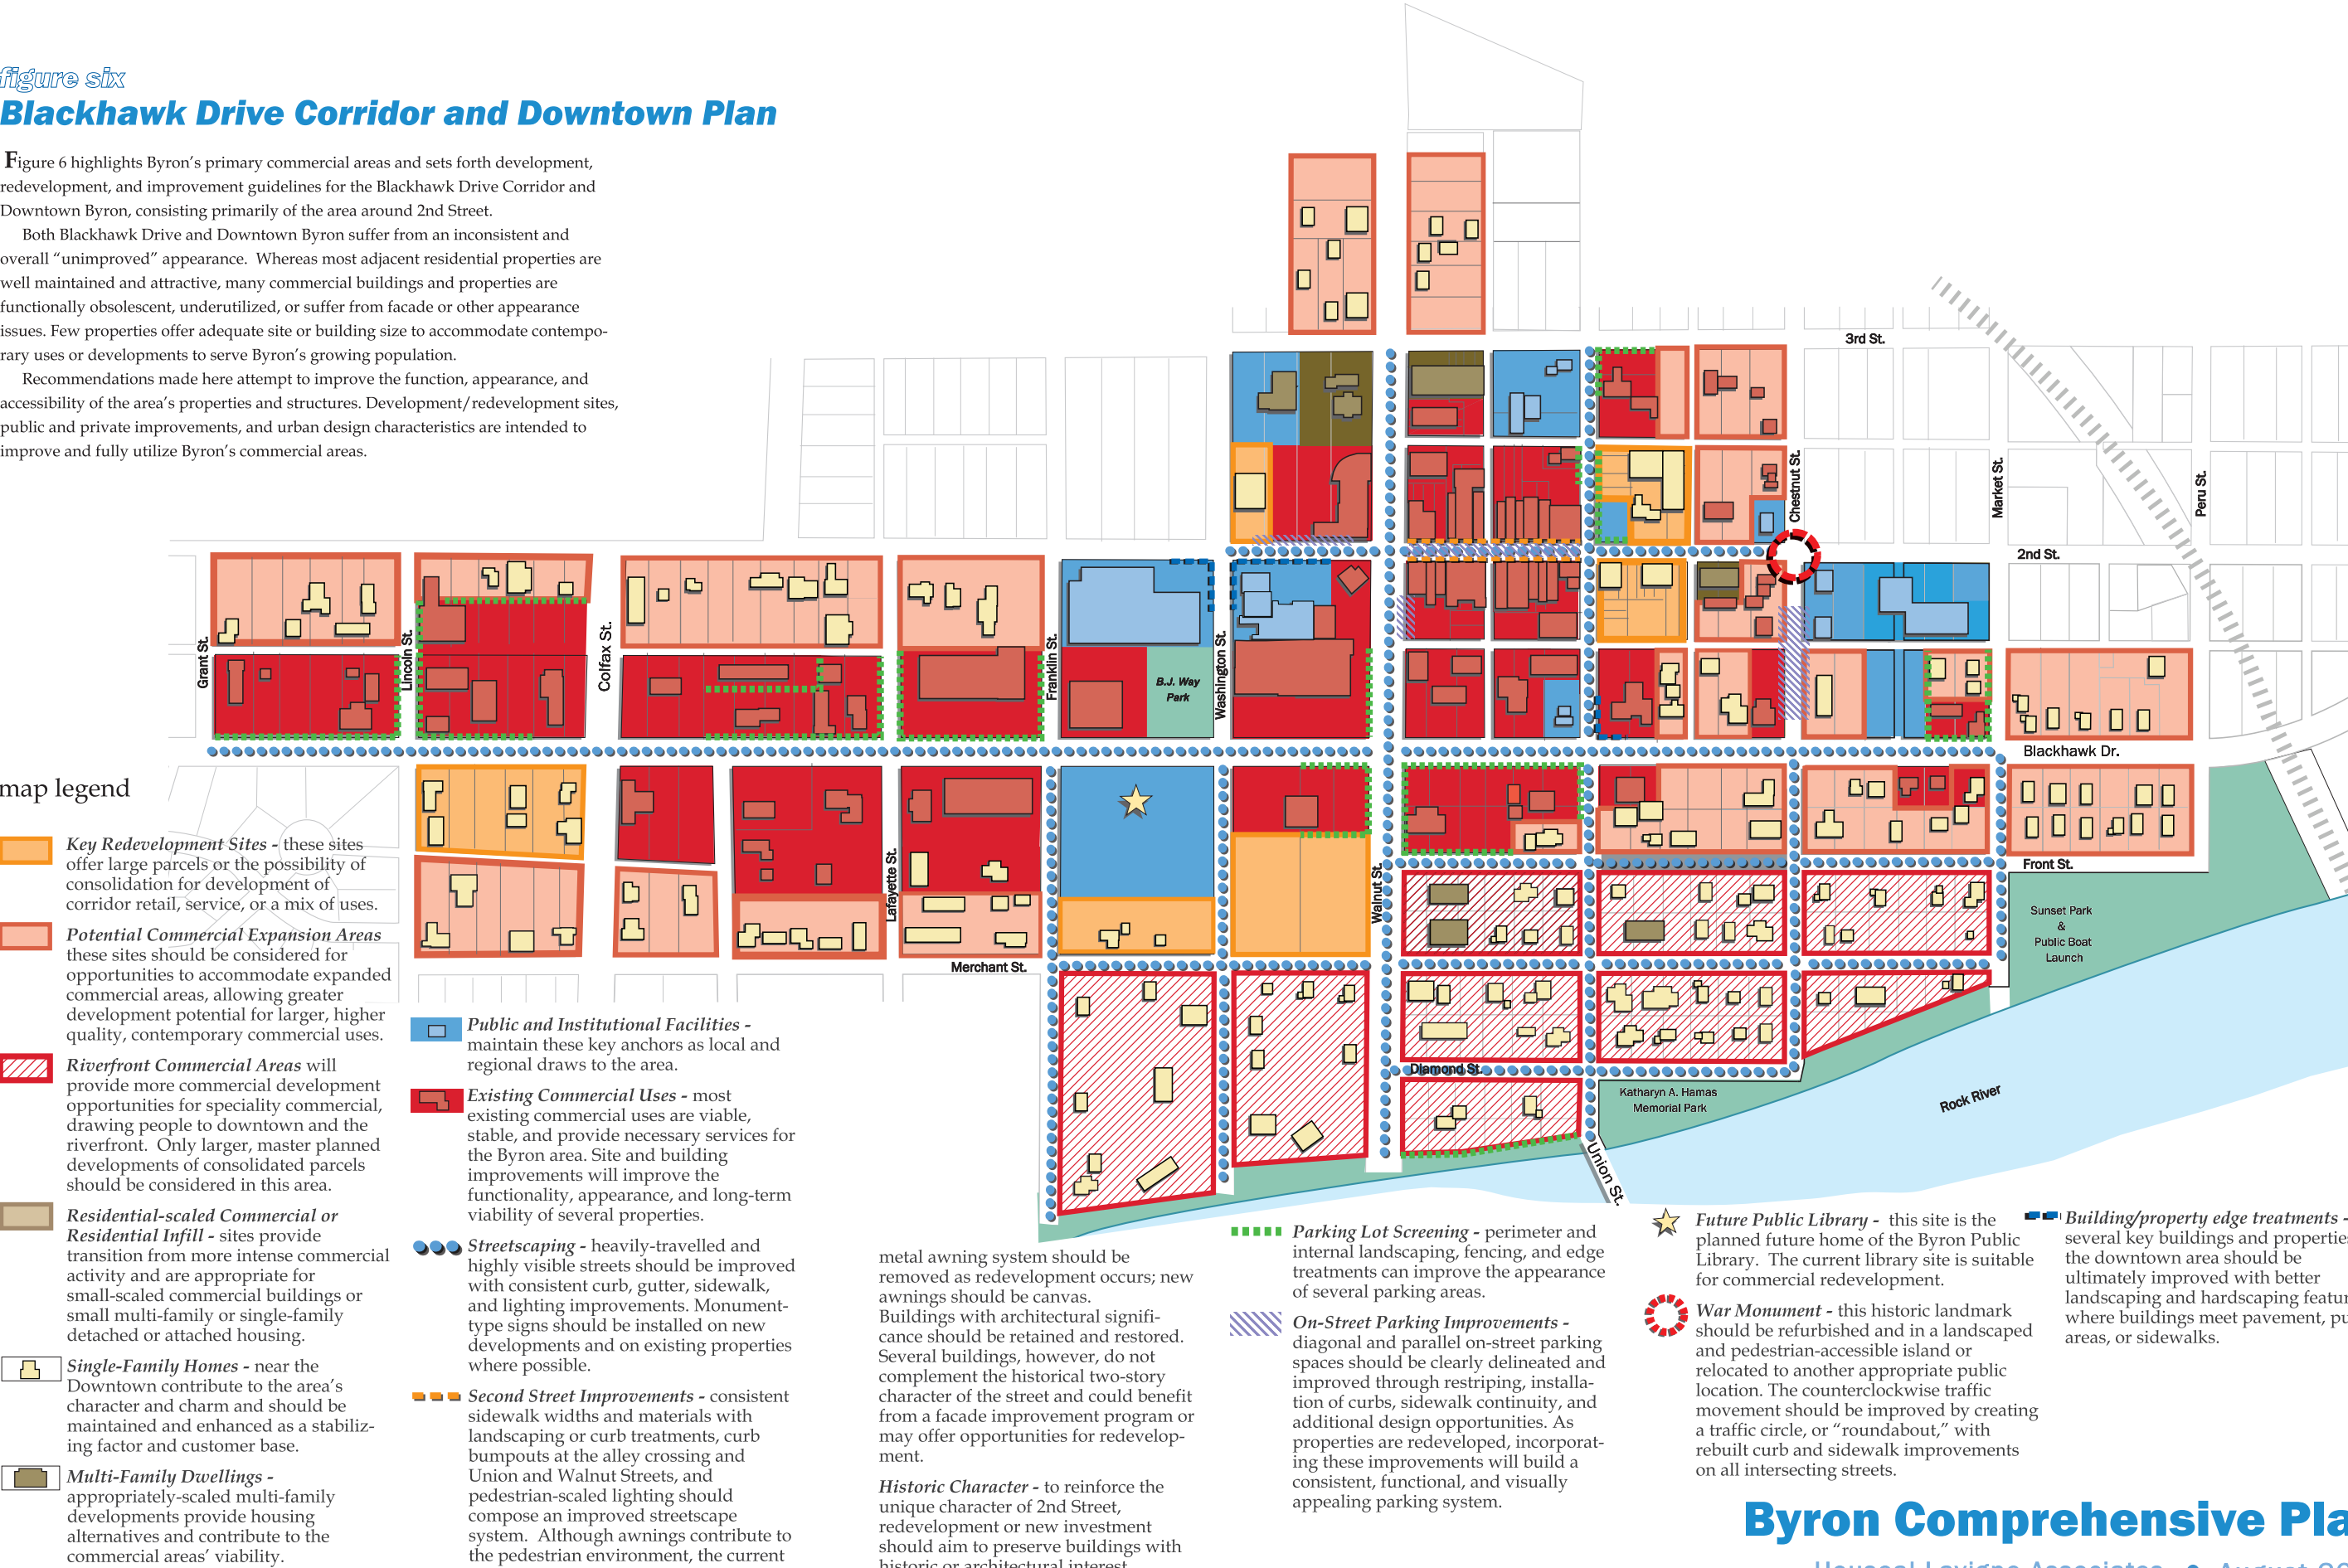 figure six
Blackhawk Drive Corridor and Downtown Plan
Figure 6 highlights Byron's primary commercial areas and sets forth development,
redevelopment, and improvement guidelines for the Blackhawk Drive Corridor and
Downtown Byron, consisting primarily of the area around 2nd Street.
Both Blackhawk Drive and Downtown Byron suffer from an inconsistent and
overall “unimproved” appearance. Whereas most adjacent residential properties are
well maintained and attractive, many commercial buildings and properties are
functionally obsolescent, underutilized, or suffer from facade or other appearance
issues. Few properties offer adequate site or building size to accommodate contempo-
rary uses or developments to serve Byron's growing population.
Recommendations made here attempt to improve the function, appearance, and
accessibility of the area's properties and structures. Development/redevelopment sites,
public and private improvements, and urban design characteristics are intended to
improve and fully utilize Byron's commercial areas.
3rd St.
Chestnut St.
Market St.
Peru St.
2nd St.
Grant St.
Lincoln St.
Colfax St.
Franklin St.
B.J. Way
Park
Washington St.
Blackhawk Dr.
Lafayette St.
Walnut St.
Front St.
Merchant St.
Sunset Park
&
Public Boat
Launch
Diamond St.
Katharyn A. Hamas
Memorial Park
Rock River
Union St.
map legend
Key Redevelopment Sites - these sites
offer large parcels or the possibility of
consolidation for development of
corridor retail, service, or a mix of uses.
Potential Commercial Expansion Areas
these sites should be considered for
opportunities to accommodate expanded
commercial areas, allowing greater
development potential for larger, higher
quality, contemporary commercial uses.
Riverfront Commercial Areas will
provide more commercial development
opportunities for speciality commercial,
drawing people to downtown and the
riverfront. Only larger, master planned
developments of consolidated parcels
should be considered in this area.
Residential-scaled Commercial or
Residential Infill - sites provide
transition from more intense commercial
activity and are appropriate for
small-scaled commercial buildings or
small multi-family or single-family
detached or attached housing.
Single-Family Homes - near the
Downtown contribute to the area's
character and charm and should be
maintained and enhanced as a stabiliz-
ing factor and customer base.
Multi-Family Dwellings -
appropriately-scaled multi-family
developments provide housing
alternatives and contribute to the
commercial areas' viability.
Public and Institutional Facilities -
maintain these key anchors as local and
regional draws to the area.
Existing Commercial Uses - most
existing commercial uses are viable,
stable, and provide necessary services for
the Byron area. Site and building
improvements will improve the
functionality, appearance, and long-term
viability of several properties.
Streetscaping - heavily-travelled and
highly visible streets should be improved
with consistent curb, gutter, sidewalk,
and lighting improvements. Monument-
type signs should be installed on new
developments and on existing properties
where possible.
Second Street Improvements - consistent
sidewalk widths and materials with
landscaping or curb treatments, curb
bumpouts at the alley crossing and
Union and Walnut Streets, and
pedestrian-scaled lighting should
compose an improved streetscape
system. Although awnings contribute to
the pedestrian environment, the current
metal awning system should be
removed as redevelopment occurs; new
awnings should be canvas.
Buildings with architectural signifi-
cance should be retained and restored.
Several buildings, however, do not
complement the historical two-story
character of the street and could benefit
from a facade improvement program or
may offer opportunities for redevelop-
ment.
Historic Character - to reinforce the
unique character of 2nd Street,
redevelopment or new investment
should aim to preserve buildings with
historic or architectural interest
Parking Lot Screening - perimeter and
internal landscaping, fencing, and edge
treatments can improve the appearance
of several parking areas.
On-Street Parking Improvements -
diagonal and parallel on-street parking
spaces should be clearly delineated and
improved through restriping, installa-
tion of curbs, sidewalk continuity, and
additional design opportunities. As
properties are redeveloped, incorporat-
ing these improvements will build a
consistent, functional, and visually
appealing parking system.
Future Public Library - this site is the
planned future home of the Byron Public
Library. The current library site is suitable
for commercial redevelopment.
War Monument - this historic landmark
should be refurbished and in a landscaped
and pedestrian-accessible island or
relocated to another appropriate public
location. The counterclockwise traffic
movement should be improved by creating
a traffic circle, or “roundabout,” with
rebuilt curb and sidewalk improvements
on all intersecting streets.
Building/property edge treatments -
several key buildings and propertie
the downtown area should be
ultimately improved with better
landscaping and hardscaping featu
where buildings meet pavement, pu
areas, or sidewalks.
Byron Comprehensive Pla